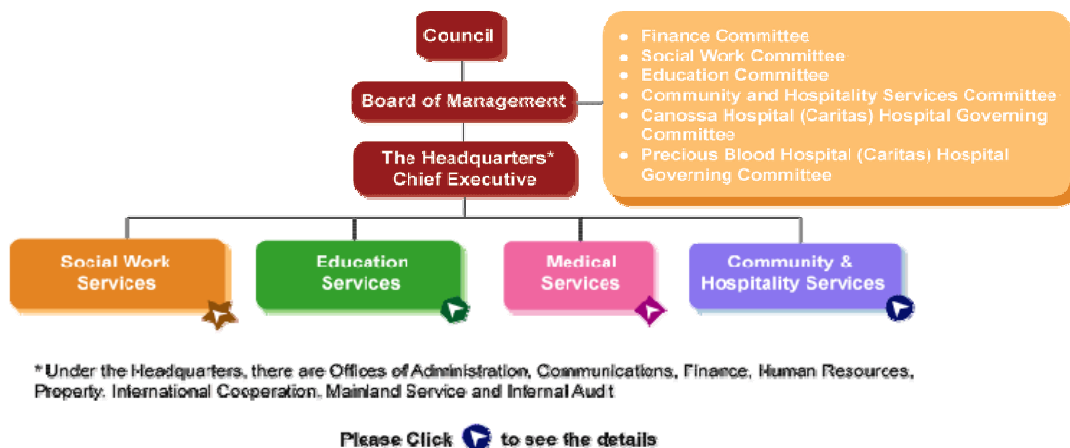 Council
Board of Management
The Headquarters*
Chief Executive
• Finance Committee
• Social Work Committee
• Education Committee
• Community and Hospitality Services Committee
• Canossa Hospital (Caritas) Hospital Governing
Committee
• Precious Blood Hospital (Caritas) Hospital
Governing Committee
Social Work
Services
Education
Services
Medical
Services
Community &
Hospitality Services
*Under the Headquarters, there are Offices of Administration, Communications, Finance, Human Resources,
Property, International Cooperation, Mainland Service and Internal Audit
Please Click to see the details